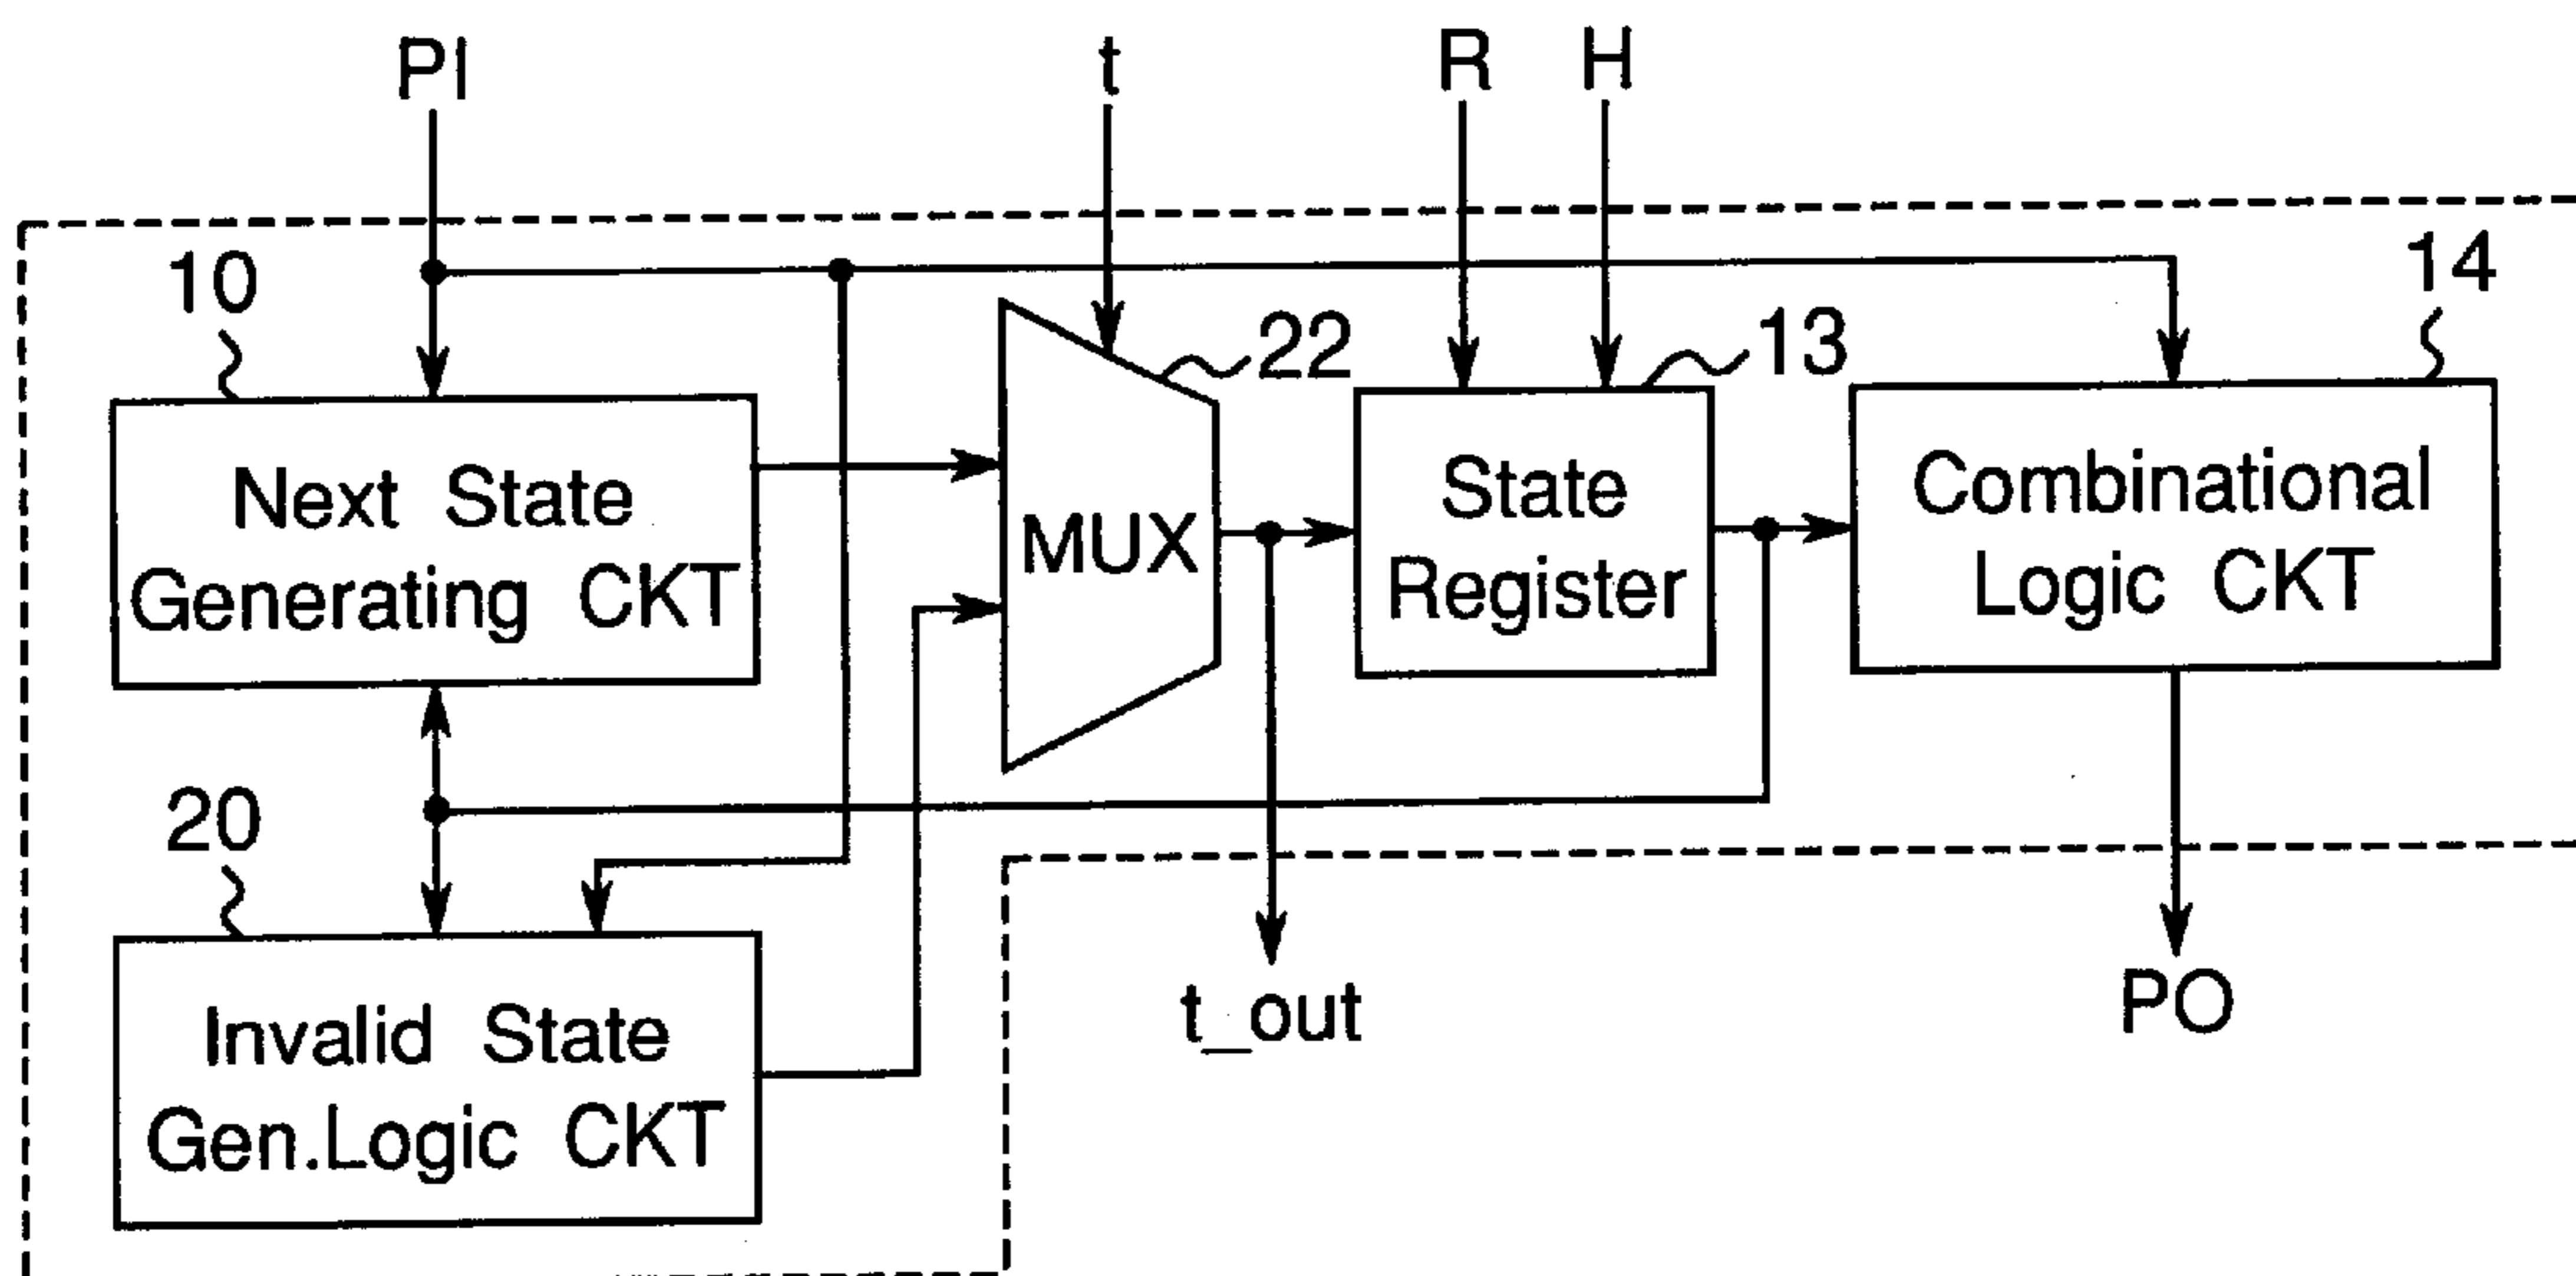 PI
t
R
H
10
22
13
14
Next State
Generating CKT
MUX
State
Register
Combinational
Logic CKT
20
Invalid State
Gen.Logic CKT
t_out
PO